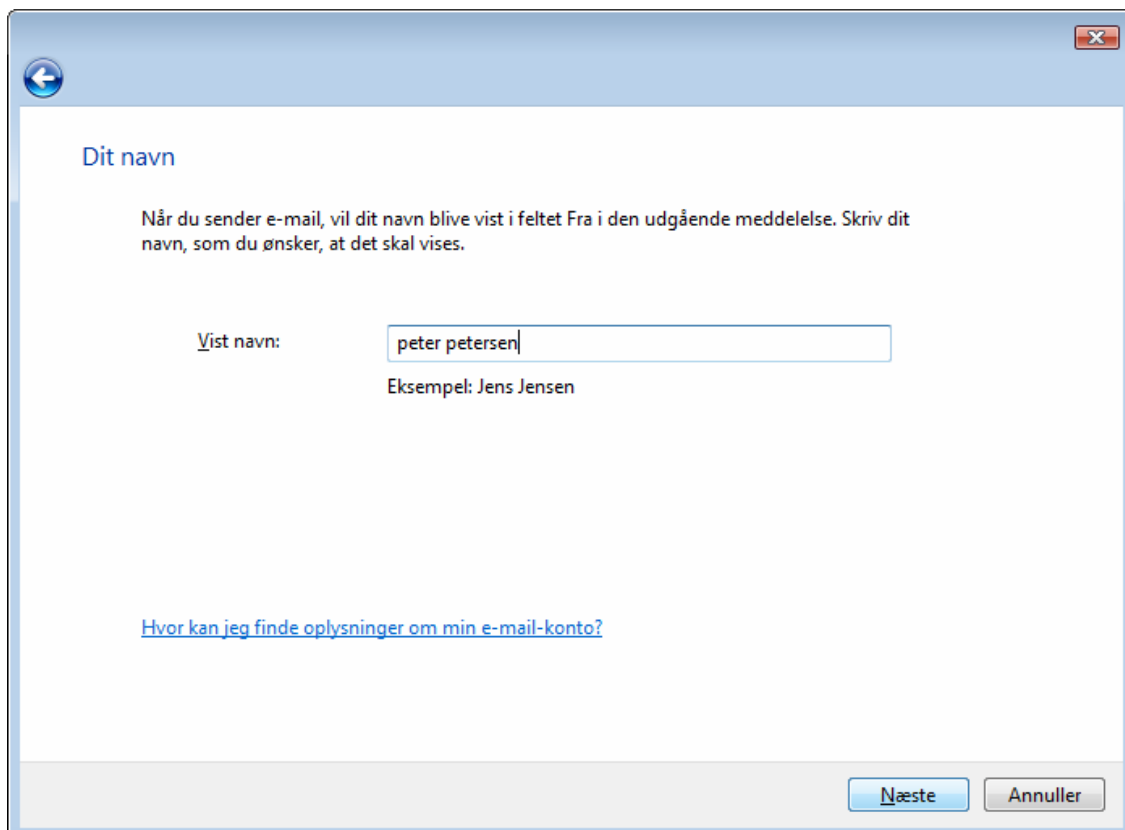 Dit navn
Når du sender e-mail, vil dit navn blive vist i feltet Fra i den udgående meddelelse. Skriv dit
navn, som du ønsker, at det skal vises.
Vist navn: peter petersen
Eksempel: Jens Jensen
Hvor kan jeg finde oplysninger om min e-mail-konto?
Næste Annuller